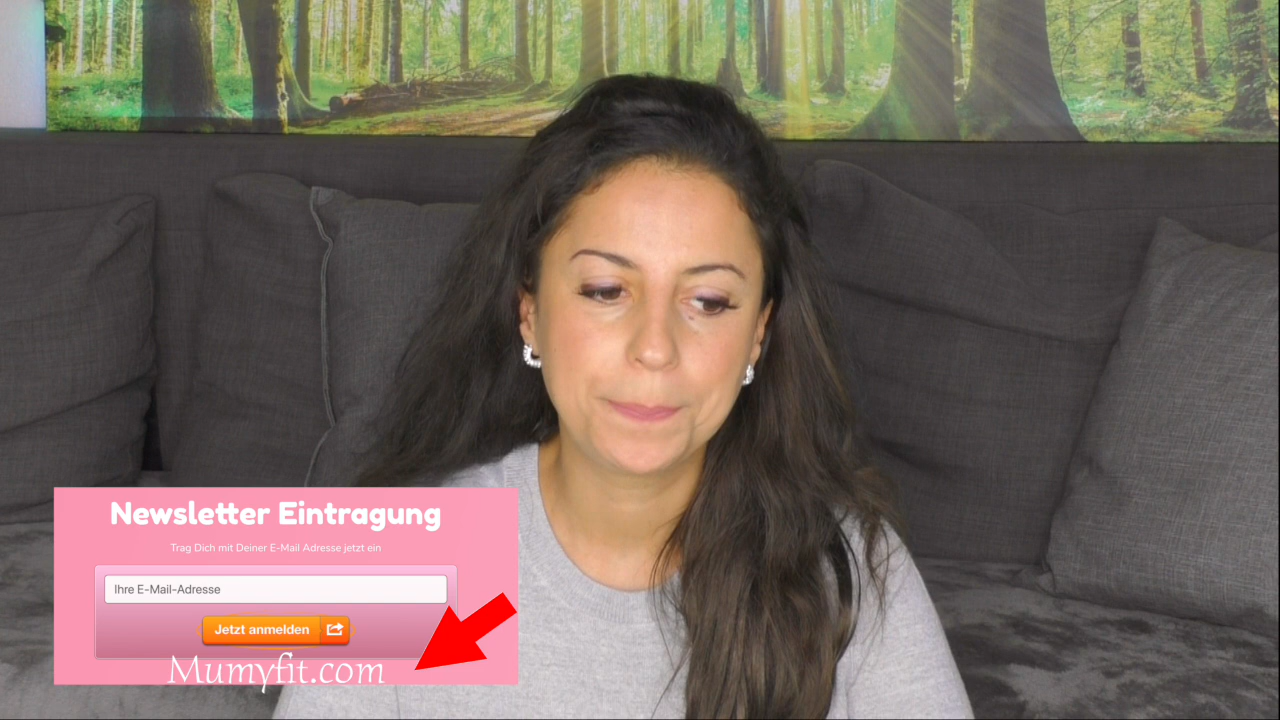 Newsletter Eintragung
Trag Dich mit Deiner E-Mail Adresse jetzt ein
Ihre E-Mail-Adresse
Jetzt anmelden
Mumyfit.com